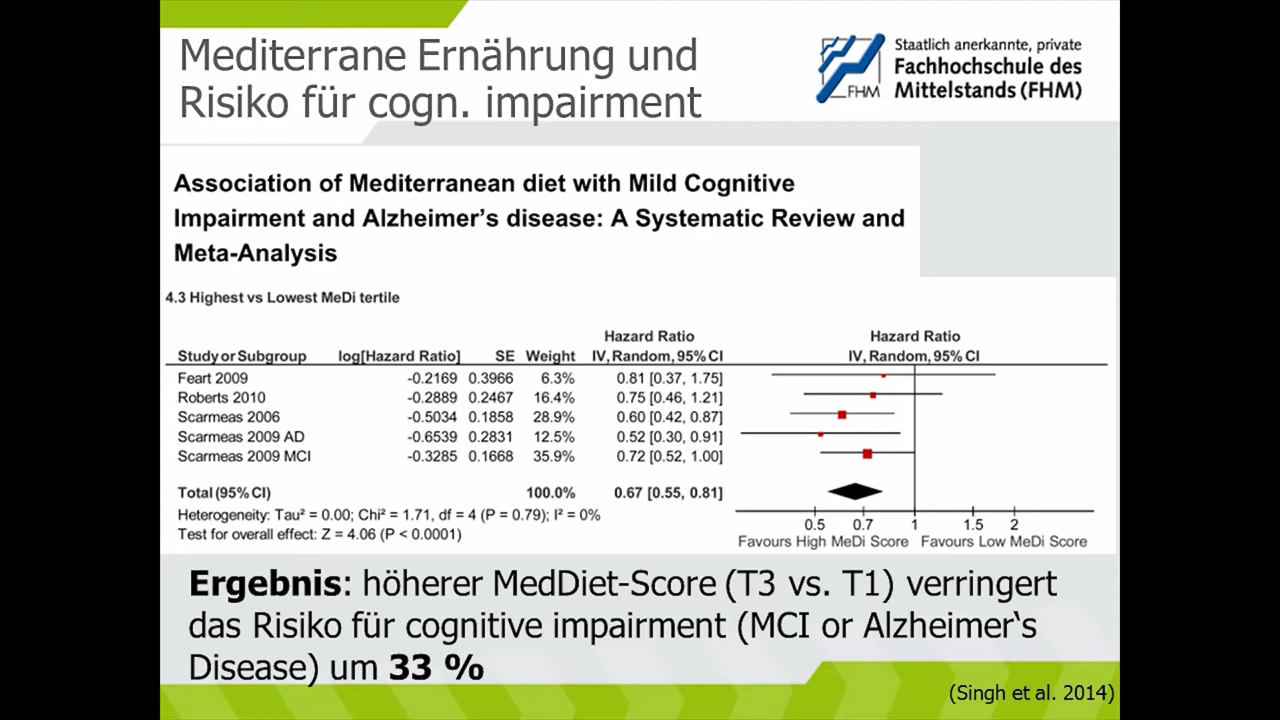 Mediterrane Ernährung und
Risiko für cogn. impairment
FHM
Staatlich anerkannte, private
Fachhochschule des
Mittelstands (FHM)
Association of Mediterranean diet with Mild Cognitive
Impairment and Alzheimer's disease: A Systematic Review and
Meta-Analysis
4.3 Highest vs Lowest MeDi tertile
Hazard Ratio Hazard Ratio
Study or Subgroup log[Hazard Ratio] SE Weight IV, Random, 95% CI IV, Random, 95% CI
Feart 2009 -0.2169 0.3966 6.3% 0.81 [0.37, 1.75]
Roberts 2010 -0.2889 0.2467 16.4% 0.75 [0.46, 1.21]
Scarmeas 2006 -0.5034 0.1858 28.9% 0.60 [0.42, 0.87]
Scarmeas 2009 AD -0.6539 0.2831 12.5% 0.52 [0.30, 0.91]
Scarmeas 2009 MCI -0.3285 0.1668 35.9% 0.72 [0.52, 1.00]
Total (95% CI) 100.0% 0.67 [0.55, 0.81]
Heterogeneity: Tau² = 0.00; Chi² = 1.71, df = 4 (P = 0.79); I² = 0%
Test for overall effect: Z = 4.06 (P < 0.0001)
0.5 0.7 1 1.5 2
Favours High MeDi Score Favours Low MeDi Score
Ergebnis: höherer MedDiet-Score (T3 vs. T1) verringert
das Risiko für cognitive impairment (MCI or Alzheimer‘s
Disease) um 33 %
(Singh et al. 2014)